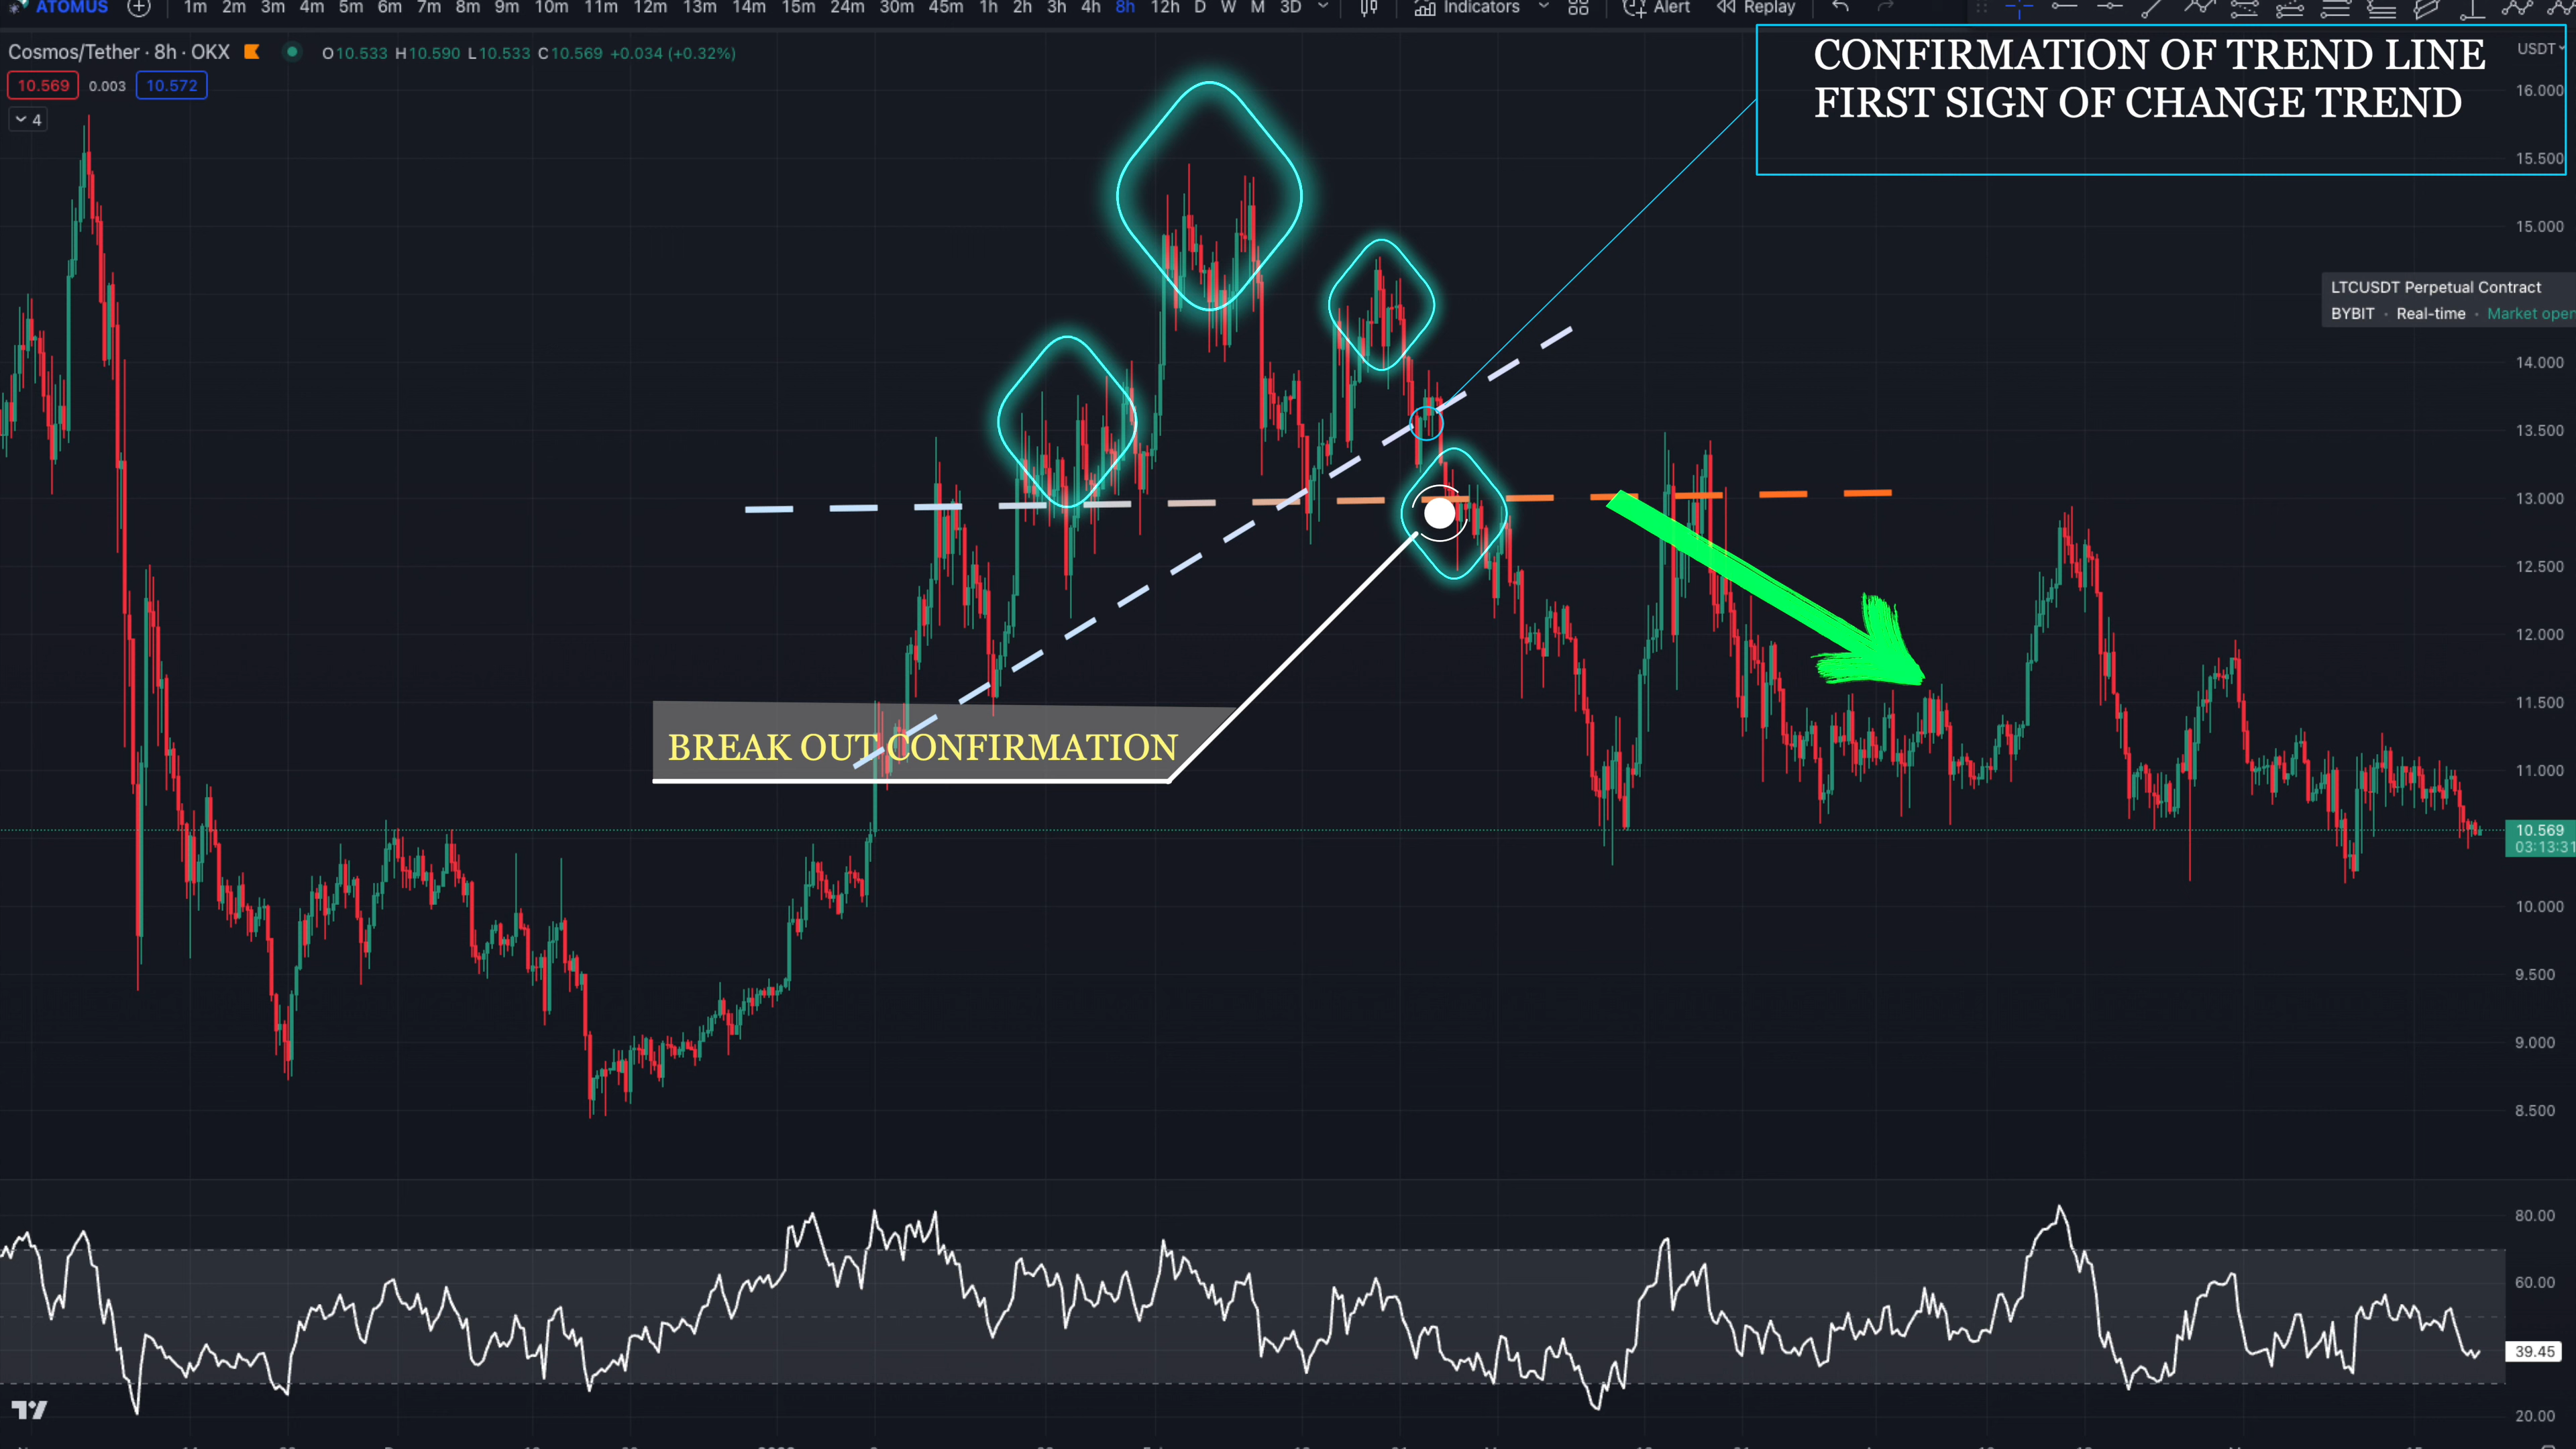 ATOMUS 1m 2m 3m 4m 5m 6m 7m 8m 9m 10m 11m 12m 13m 14m 15m 24m 30m 45m 1h 2h 3h 4h 8h 12h D W M 3D Indicators Alert Replay
Cosmos/Tether · 8h · OKX O10.533 H10.590 L10.533 C10.569 +0.034 (+0.32%)
10.569 0.003 10.572
4
CONFIRMATION OF TREND LINE
FIRST SIGN OF CHANGE TREND
USDT
16.000
15.500
15.000
LTCUSDT Perpetual Contract
BYBIT · Real-time · Market open
14.000
13.500
13.000
12.500
12.000
11.500
BREAK OUT CONFIRMATION
11.000
10.569
03:13:31
10.000
9.500
9.000
8.500
80.00
60.00
39.45
20.00